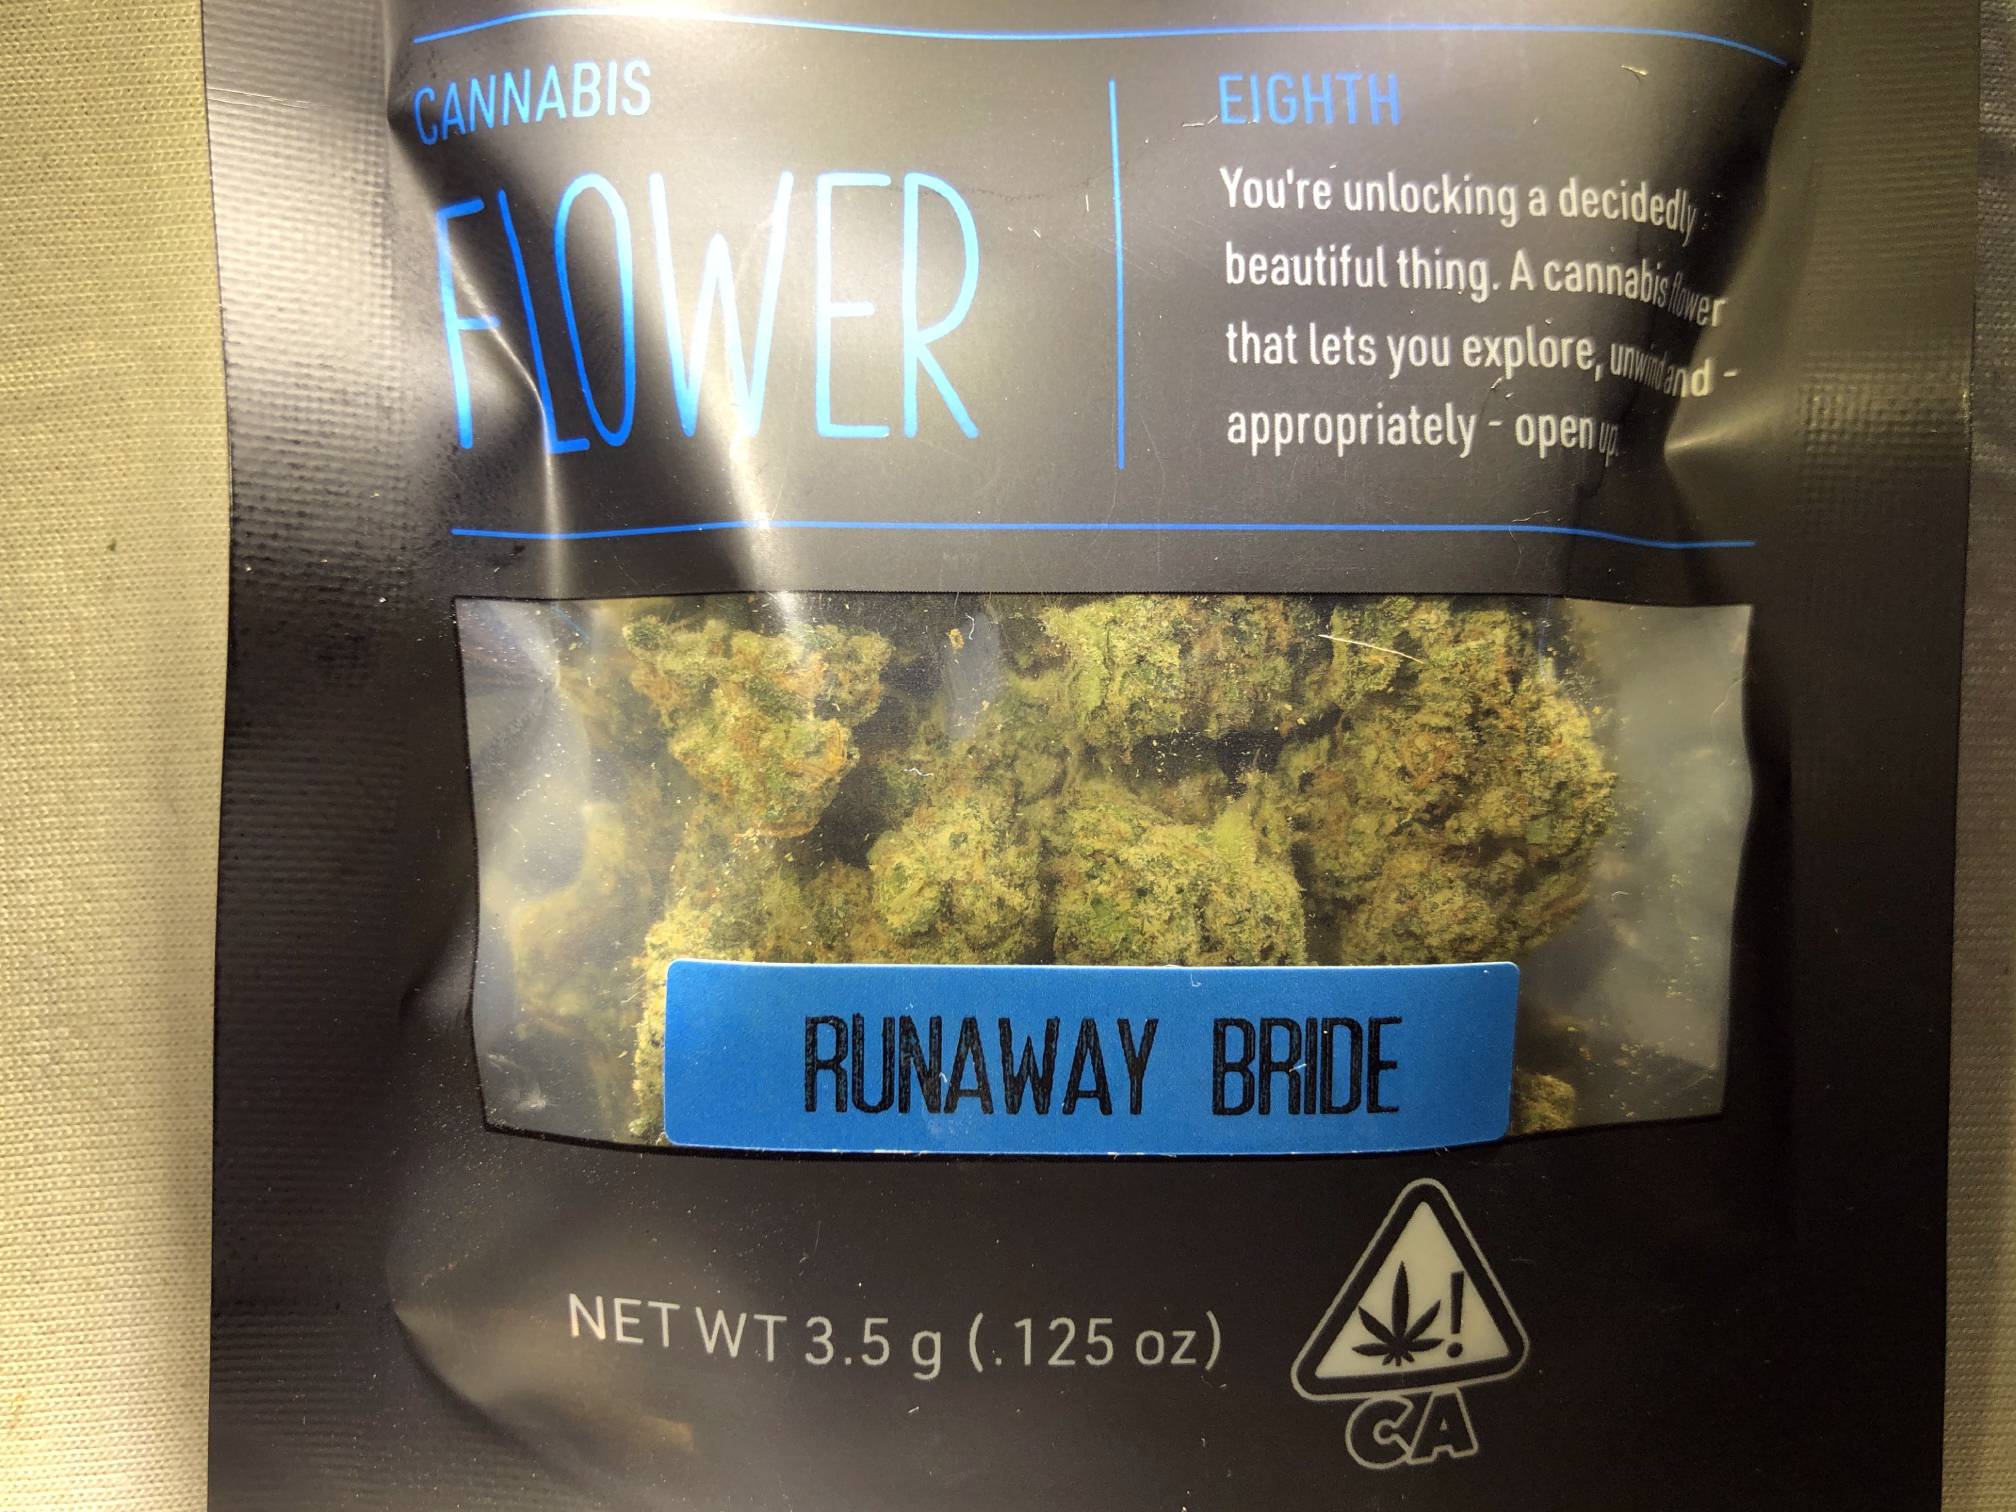 CANNABIS
FLOWER
EIGHTH
You're unlocking a decidedly
beautiful thing. A cannabis flower
that lets you explore, unwind and -
appropriately - open up.
RUNAWAY BRIDE
NET WT 3.5 g (.125 oz)
!
CA